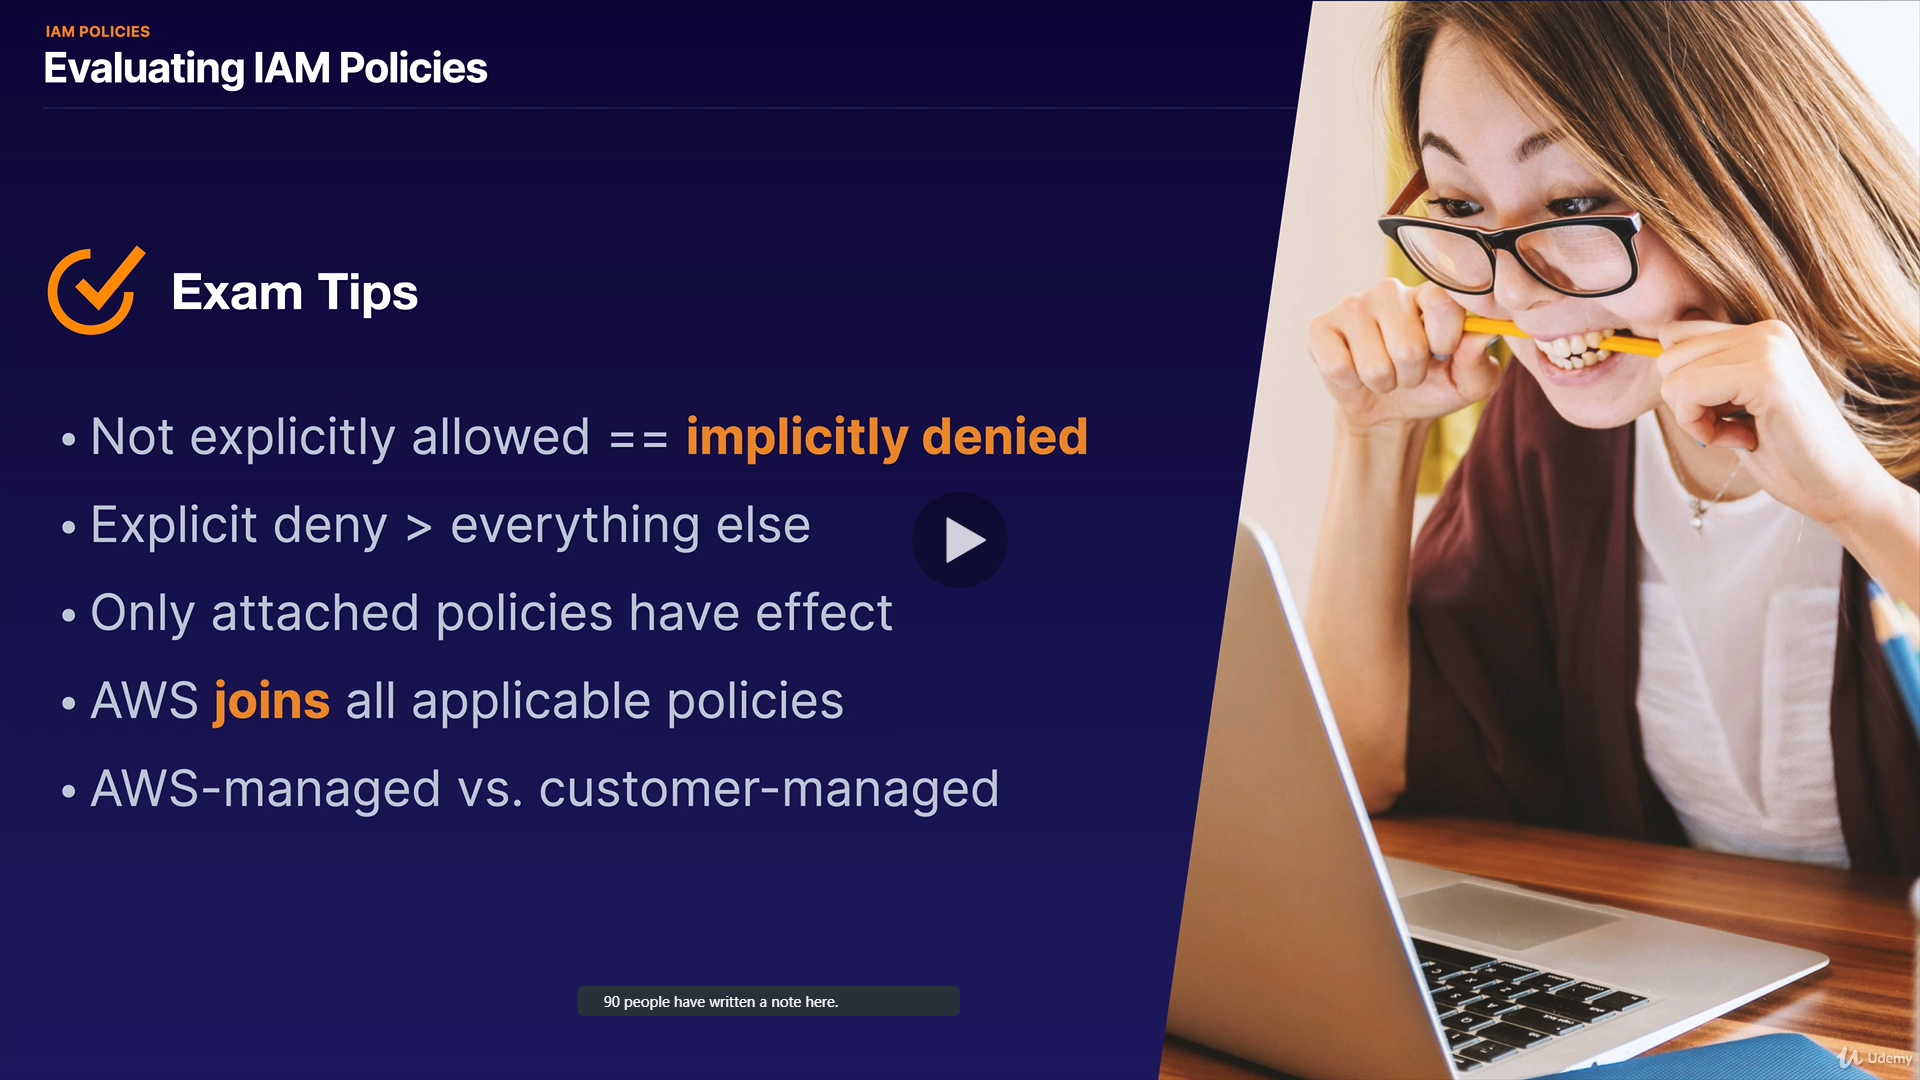 IAM POLICIES
Evaluating IAM Policies
Exam Tips
• Not explicitly allowed == implicitly denied
• Explicit deny > everything else
• Only attached policies have effect
• AWS joins all applicable policies
• AWS-managed vs. customer-managed
90 people have written a note here.
Udemy